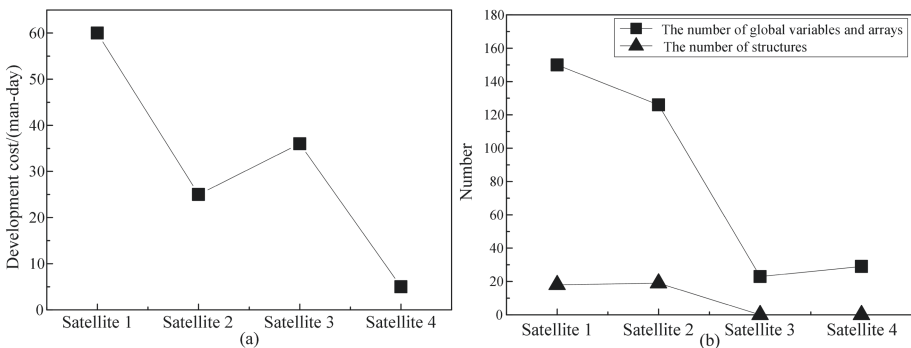 Development cost/(man-day)
60
50
40
30
20
10
0
Satellite 1
Satellite 2
Satellite 3
Satellite 4
(a)
Number
180
160
140
120
100
80
60
40
20
0
The number of global variables and arrays
The number of structures
Satellite 1
Satellite 2
Satellite 3
Satellite 4
(b)